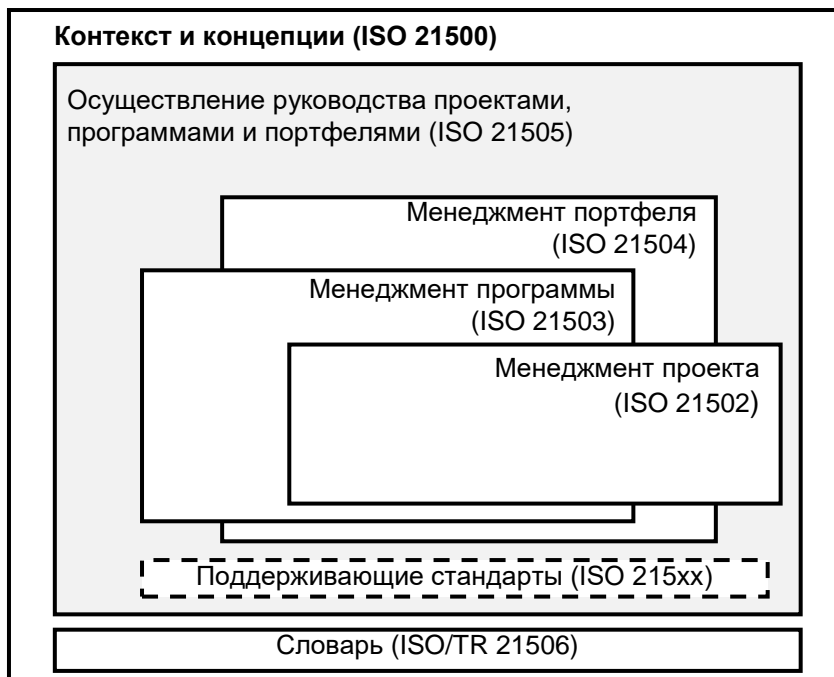 Контекст и концепции (ISO 21500)
Осуществление руководства проектами,
программами и портфелями (ISO 21505)
Менеджмент портфеля
(ISO 21504)
Менеджмент программы
(ISO 21503)
Менеджмент проекта
(ISO 21502)
Поддерживающие стандарты (ISO 215xx)
Словарь (ISO/TR 21506)